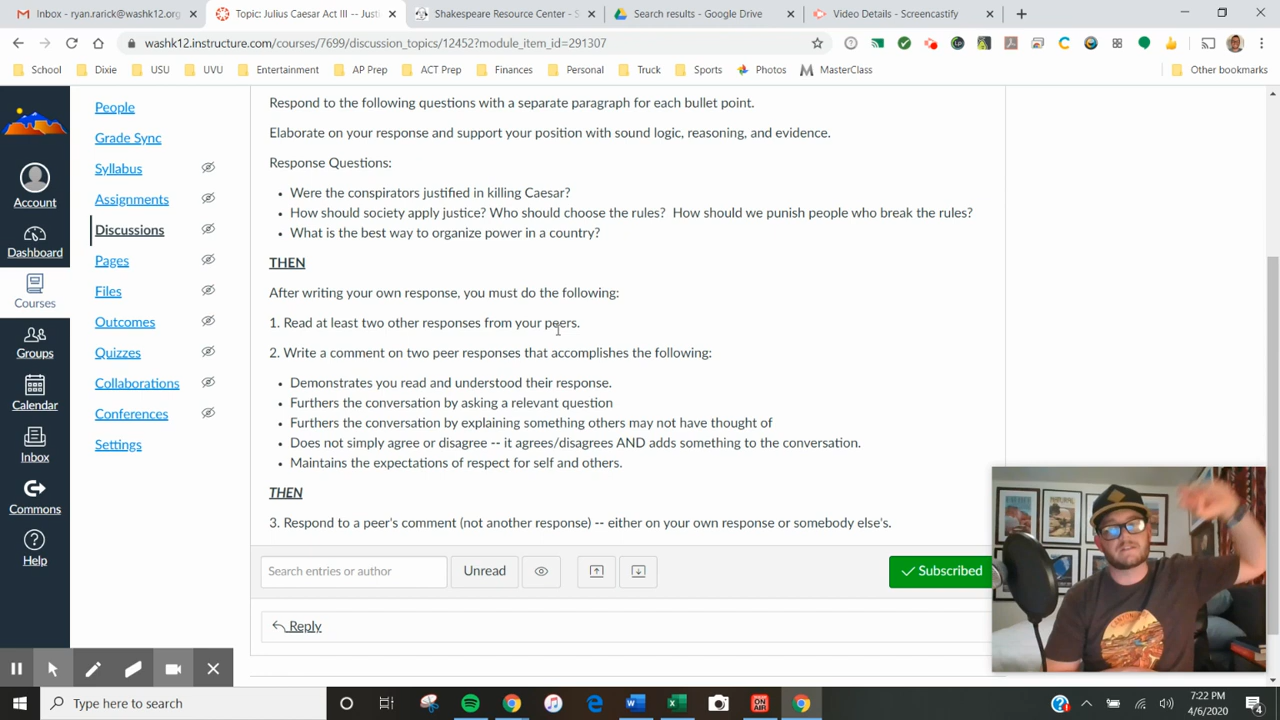 Inbox - ryan.rarick@washk12.org
Topic: Julius Caesar Act III -- Justi
Shakespeare Resource Center - S
Search results - Google Drive
Video Details - Screencastify
washk12.instructure.com/courses/7699/discussion_topics/12452?module_item_id=291307
School
Dixie
USU
UVU
Entertainment
AP Prep
ACT Prep
Finances
Personal
Truck
Sports
Photos
MasterClass
Other bookmarks
Account
Dashboard
Courses
Groups
Calendar
Inbox
Commons
Help
People
Grade Sync
Syllabus
Assignments
Discussions
Pages
Files
Outcomes
Quizzes
Collaborations
Conferences
Settings
Respond to the following questions with a separate paragraph for each bullet point.
Elaborate on your response and support your position with sound logic, reasoning, and evidence.
Response Questions:
• Were the conspirators justified in killing Caesar?
• How should society apply justice? Who should choose the rules? How should we punish people who break the rules?
• What is the best way to organize power in a country?
THEN
After writing your own response, you must do the following:
1. Read at least two other responses from your peers.
2. Write a comment on two peer responses that accomplishes the following:
• Demonstrates you read and understood their response.
• Furthers the conversation by asking a relevant question
• Furthers the conversation by explaining something others may not have thought of
• Does not simply agree or disagree -- it agrees/disagrees AND adds something to the conversation.
• Maintains the expectations of respect for self and others.
THEN
3. Respond to a peer's comment (not another response) -- either on your own response or somebody else's.
Search entries or author
Unread
Subscribed
Reply
Type here to search
ON AIR
7:22 PM
4/6/2020
4